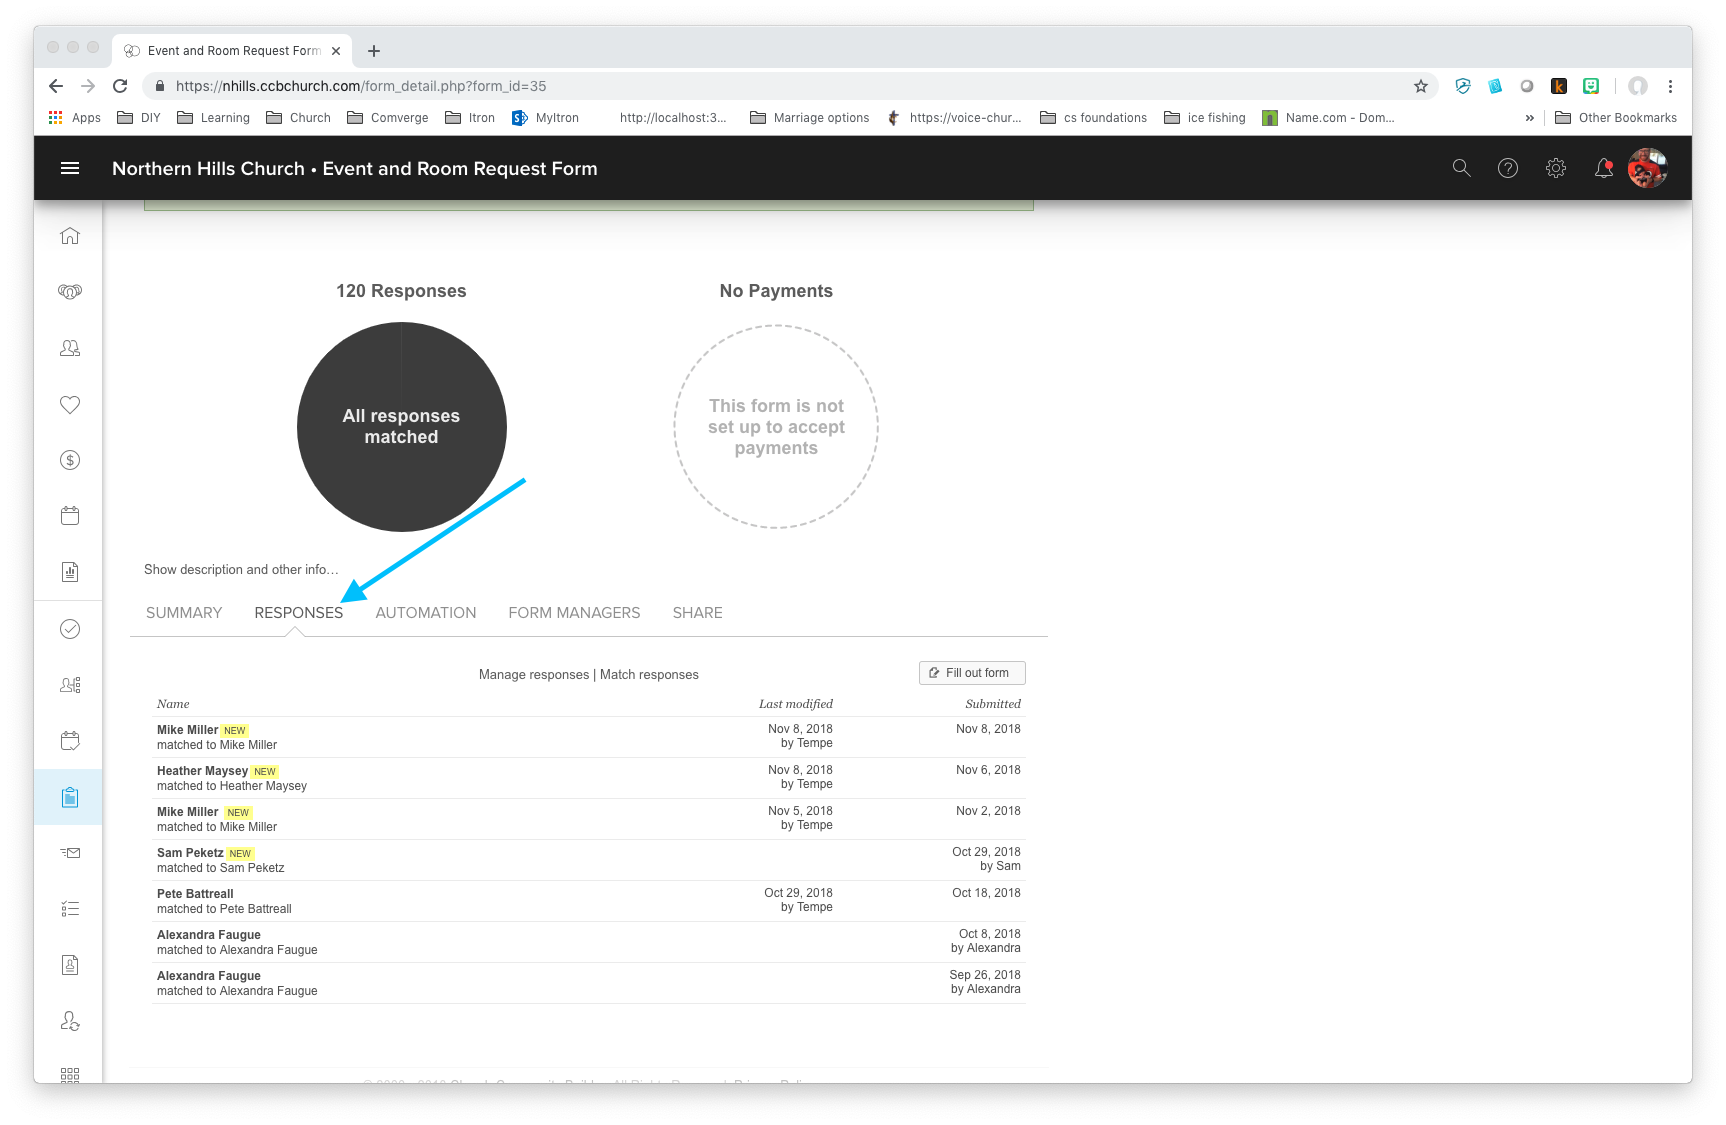 Event and Room Request Form
https://nhills.ccbchurch.com/form_detail.php?form_id=35
Apps DIY Learning Church Comverge Itron MyItron http://localhost:3... Marriage options https://voice-chur... cs foundations ice fishing Name.com - Dom... » Other Bookmarks
Northern Hills Church • Event and Room Request Form
120 Responses
No Payments
All responses
matched
This form is not
set up to accept
payments
Show description and other info...
SUMMARY RESPONSES AUTOMATION FORM MANAGERS SHARE
Manage responses | Match responses
Fill out form
Name Last modified Submitted
Mike Miller NEW Nov 8, 2018 Nov 8, 2018
matched to Mike Miller by Tempe
Heather Maysey NEW Nov 8, 2018 Nov 6, 2018
matched to Heather Maysey by Tempe
Mike Miller NEW Nov 5, 2018 Nov 2, 2018
matched to Mike Miller by Tempe
Sam Peketz NEW Oct 29, 2018
matched to Sam Peketz by Sam
Pete Battreall Oct 29, 2018 Oct 18, 2018
matched to Pete Battreall by Tempe
Alexandra Faugue Oct 8, 2018
matched to Alexandra Faugue by Alexandra
Alexandra Faugue Sep 26, 2018
matched to Alexandra Faugue by Alexandra